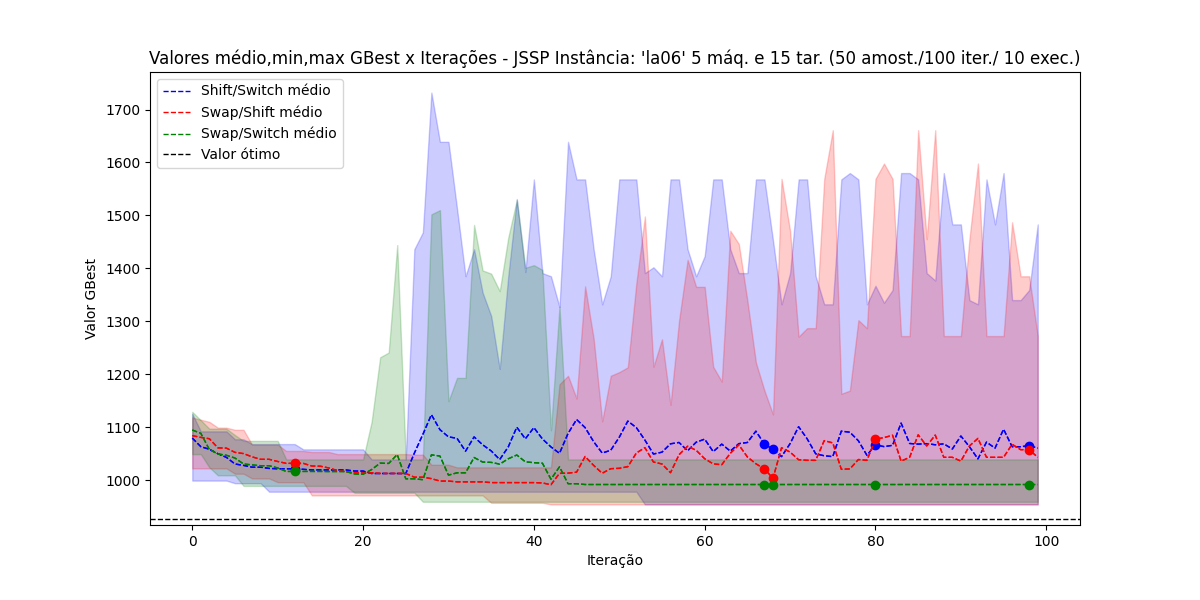 Valores médio,min,max GBest x Iterações - JSSP Instância: 'la06' 5 máq. e 15 tar. (50 amost./100 iter./ 10 exec.)
Shift/Switch médio
Swap/Shift médio
Swap/Switch médio
Valor ótimo
Valor GBest
1700
1600
1500
1400
1300
1200
1100
1000
0 20 40 60 80 100
Iteração